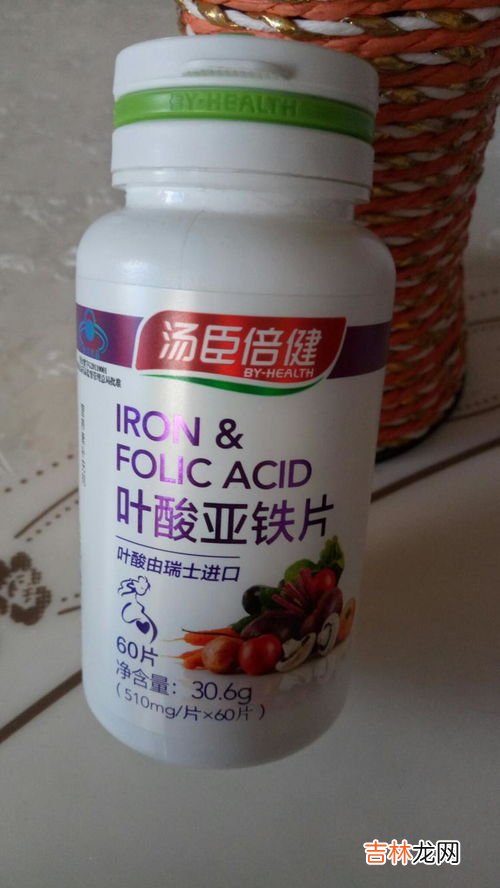 BY-HEALTH
汤臣倍健
BY-HEALTH
IRON &
FOLIC ACID
叶酸亚铁片
叶酸由瑞士进口
60片
净含量：30.6g
（510mg/片×60片）
吉林龙网